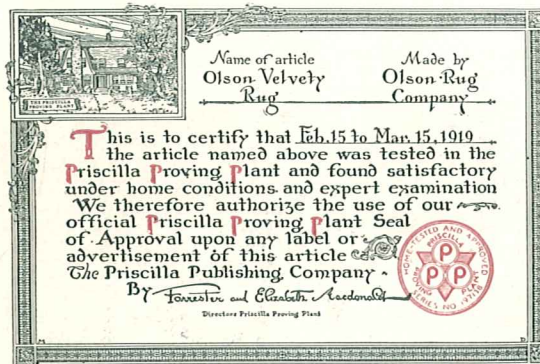 THE PRISCILLA
PROVING PLANT
Name of article
Olson Velvety
Rug
Made by
Olson Rug
Company
This is to certify that Feb. 15 to Mar. 15, 1919
the article named above was tested in the
Priscilla Proving Plant and found satisfactory
under home conditions and expert examination
We therefore authorize the use of our
official Priscilla Proving Plant Seal
of Approval upon any label or
advertisement of this article
The Priscilla Publishing Company
By Forrester and Elizabeth Macdonald
Directors Priscilla Proving Plant
HOME-TESTED AND APPROVED
PRISCILLA
PROVING PLANT
P
P P
SERIES NO